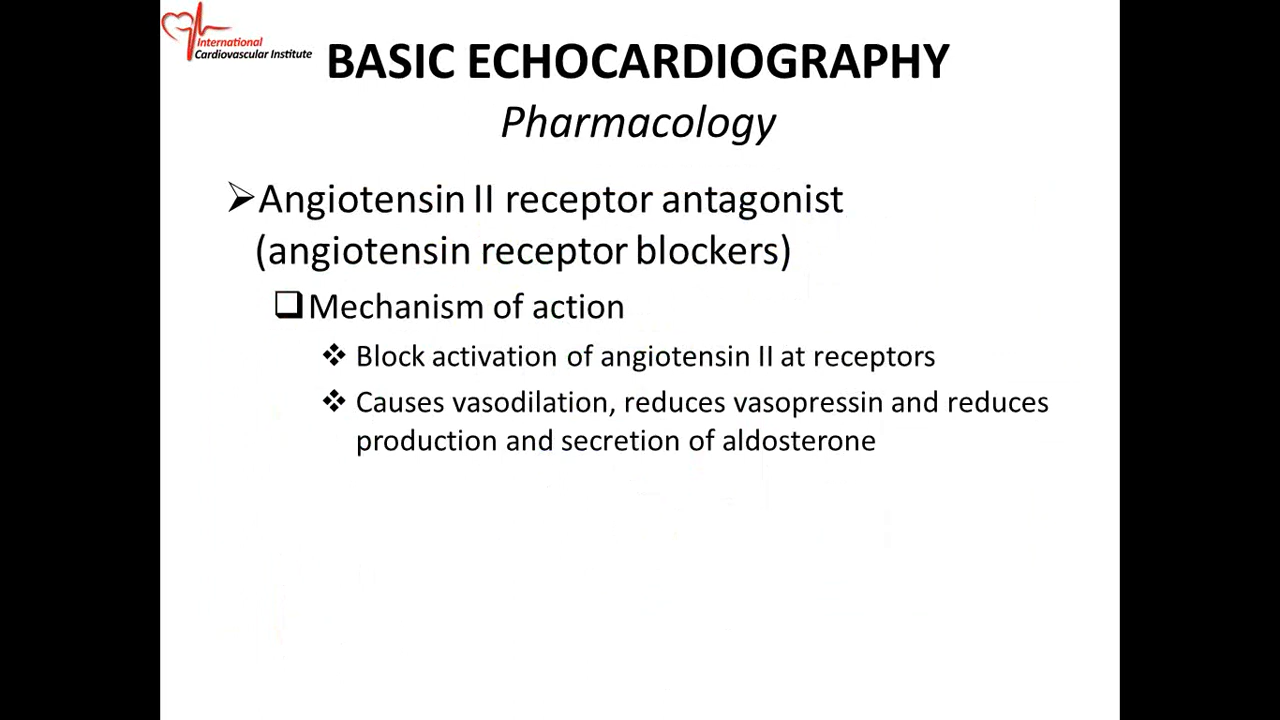 International
Cardiovascular Institute
BASIC ECHOCARDIOGRAPHY
Pharmacology
Angiotensin II receptor antagonist
(angiotensin receptor blockers)
Mechanism of action
Block activation of angiotensin II at receptors
Causes vasodilation, reduces vasopressin and reduces
production and secretion of aldosterone